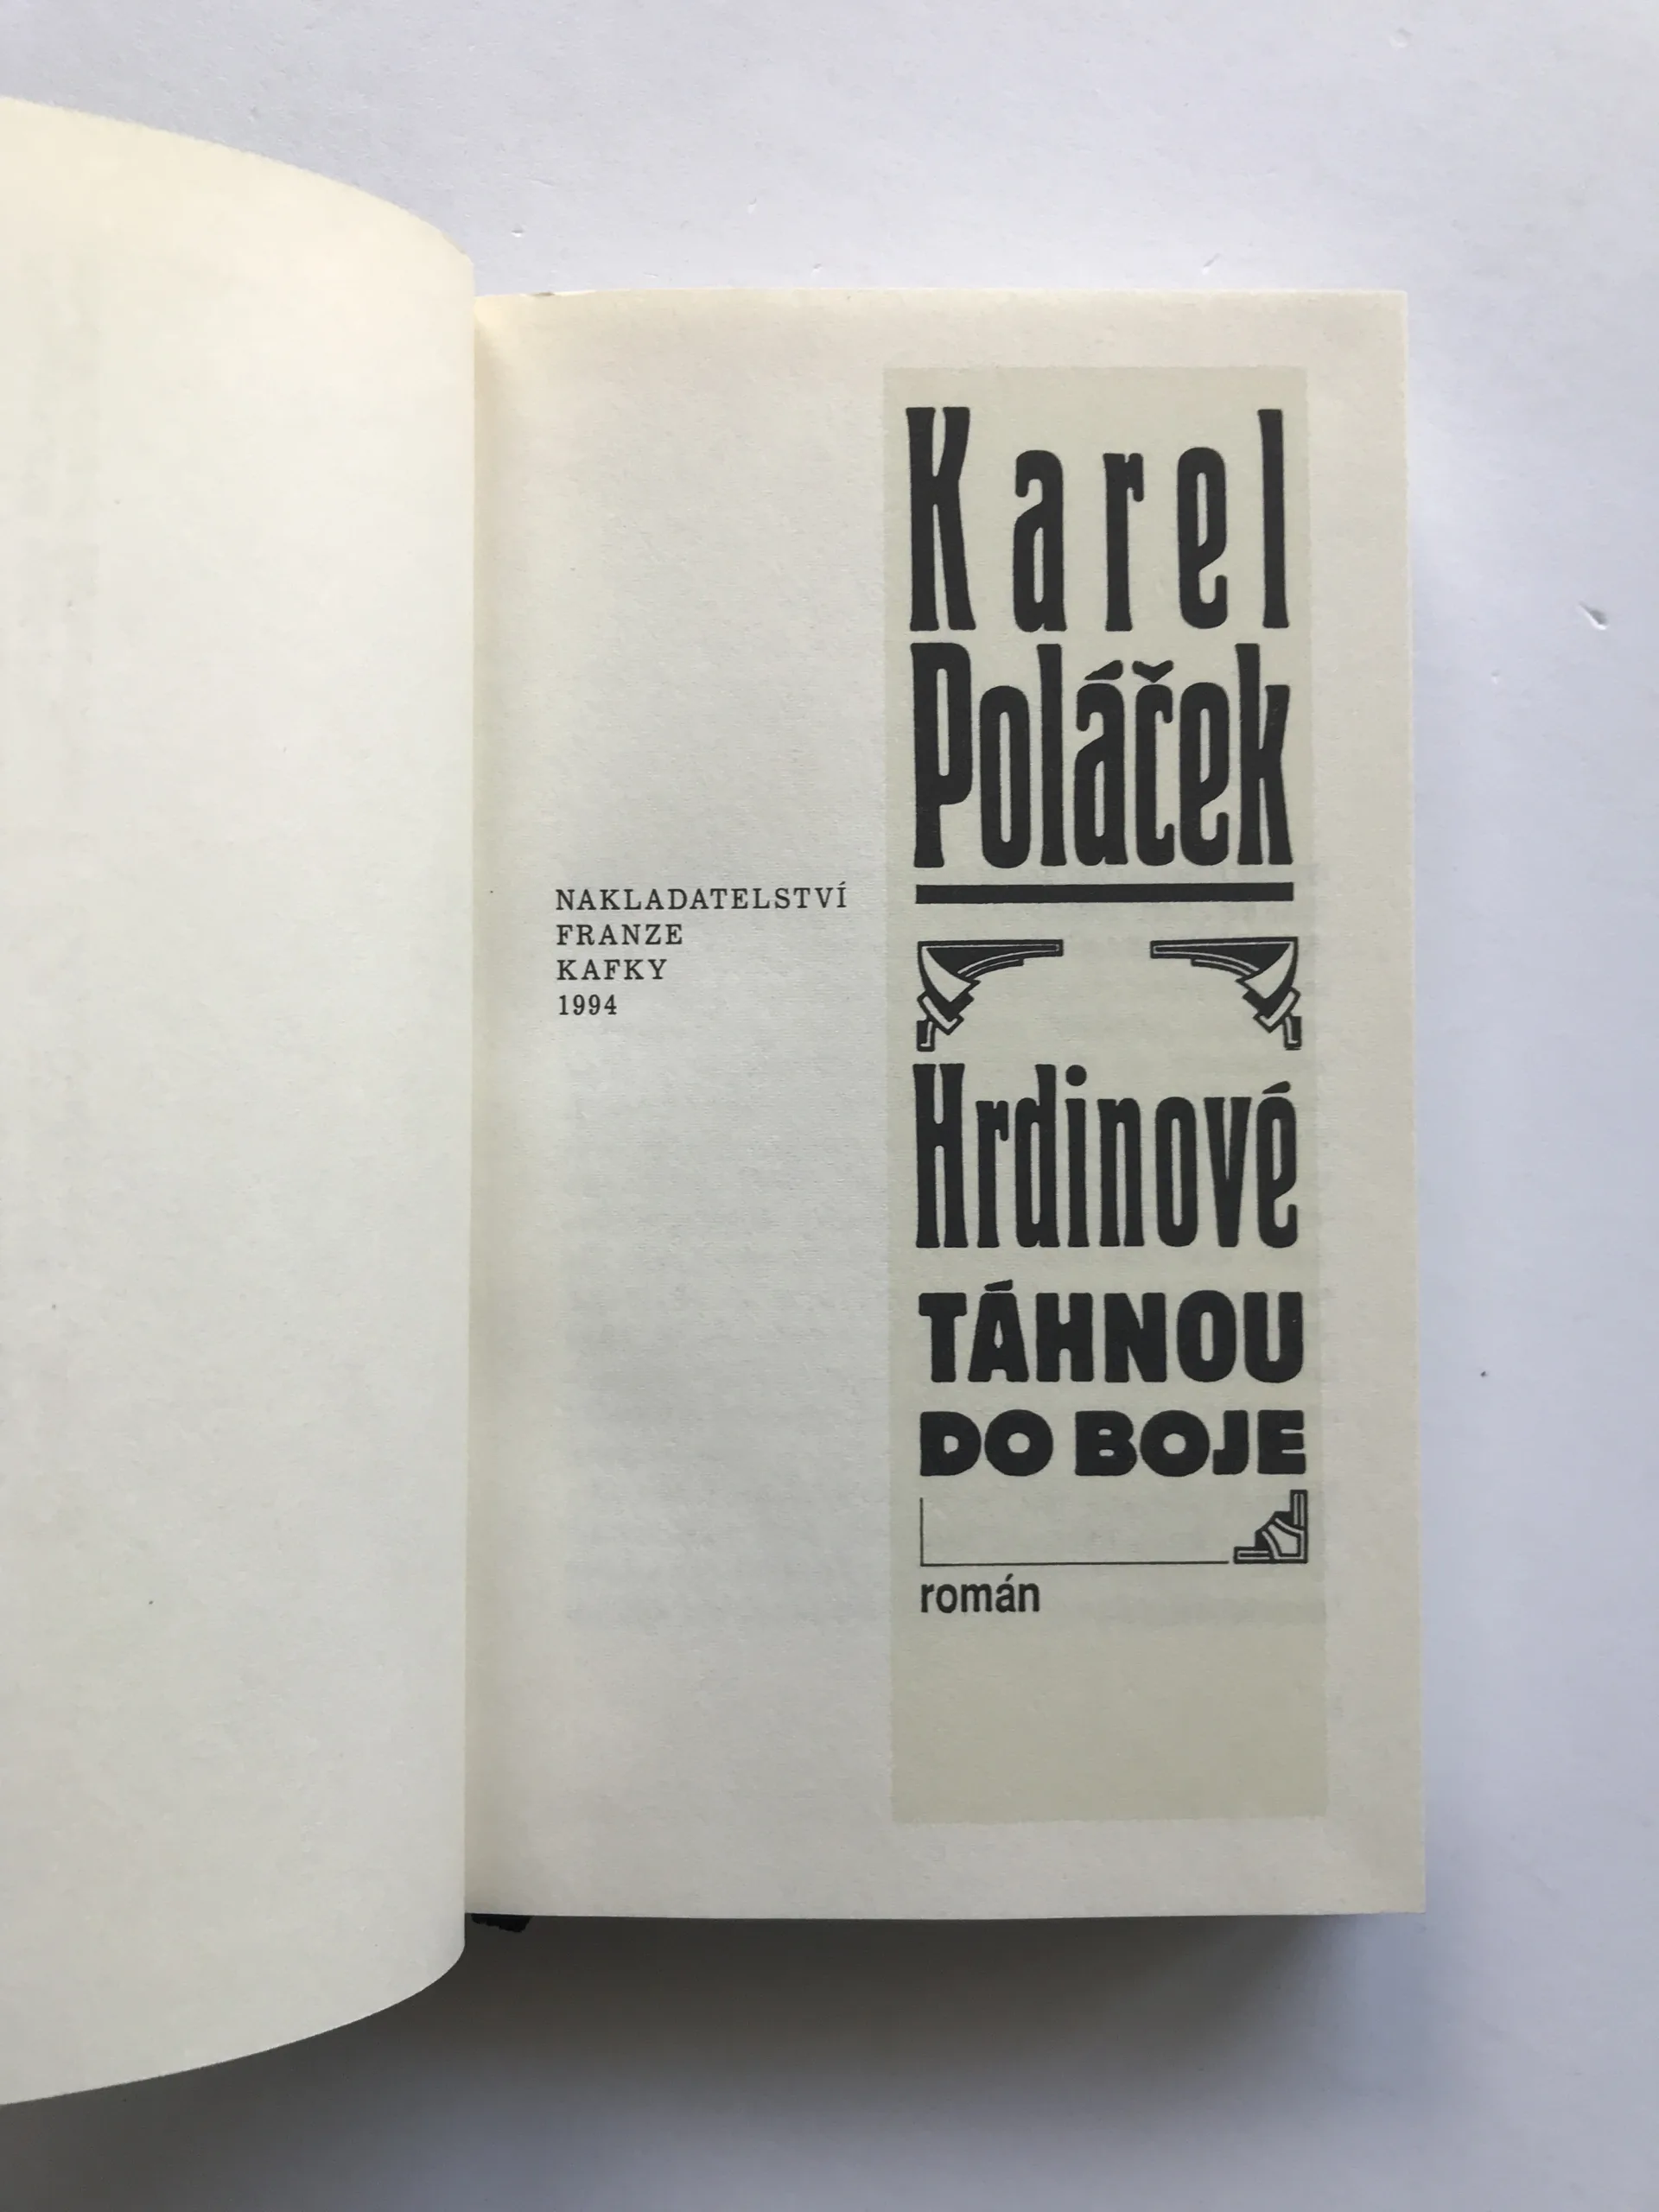 Karel
Poláček
NAKLADATELSTVÍ
FRANZE
KAFKY
1994
Hrdinové
TÁHNOU
DO BOJE
román